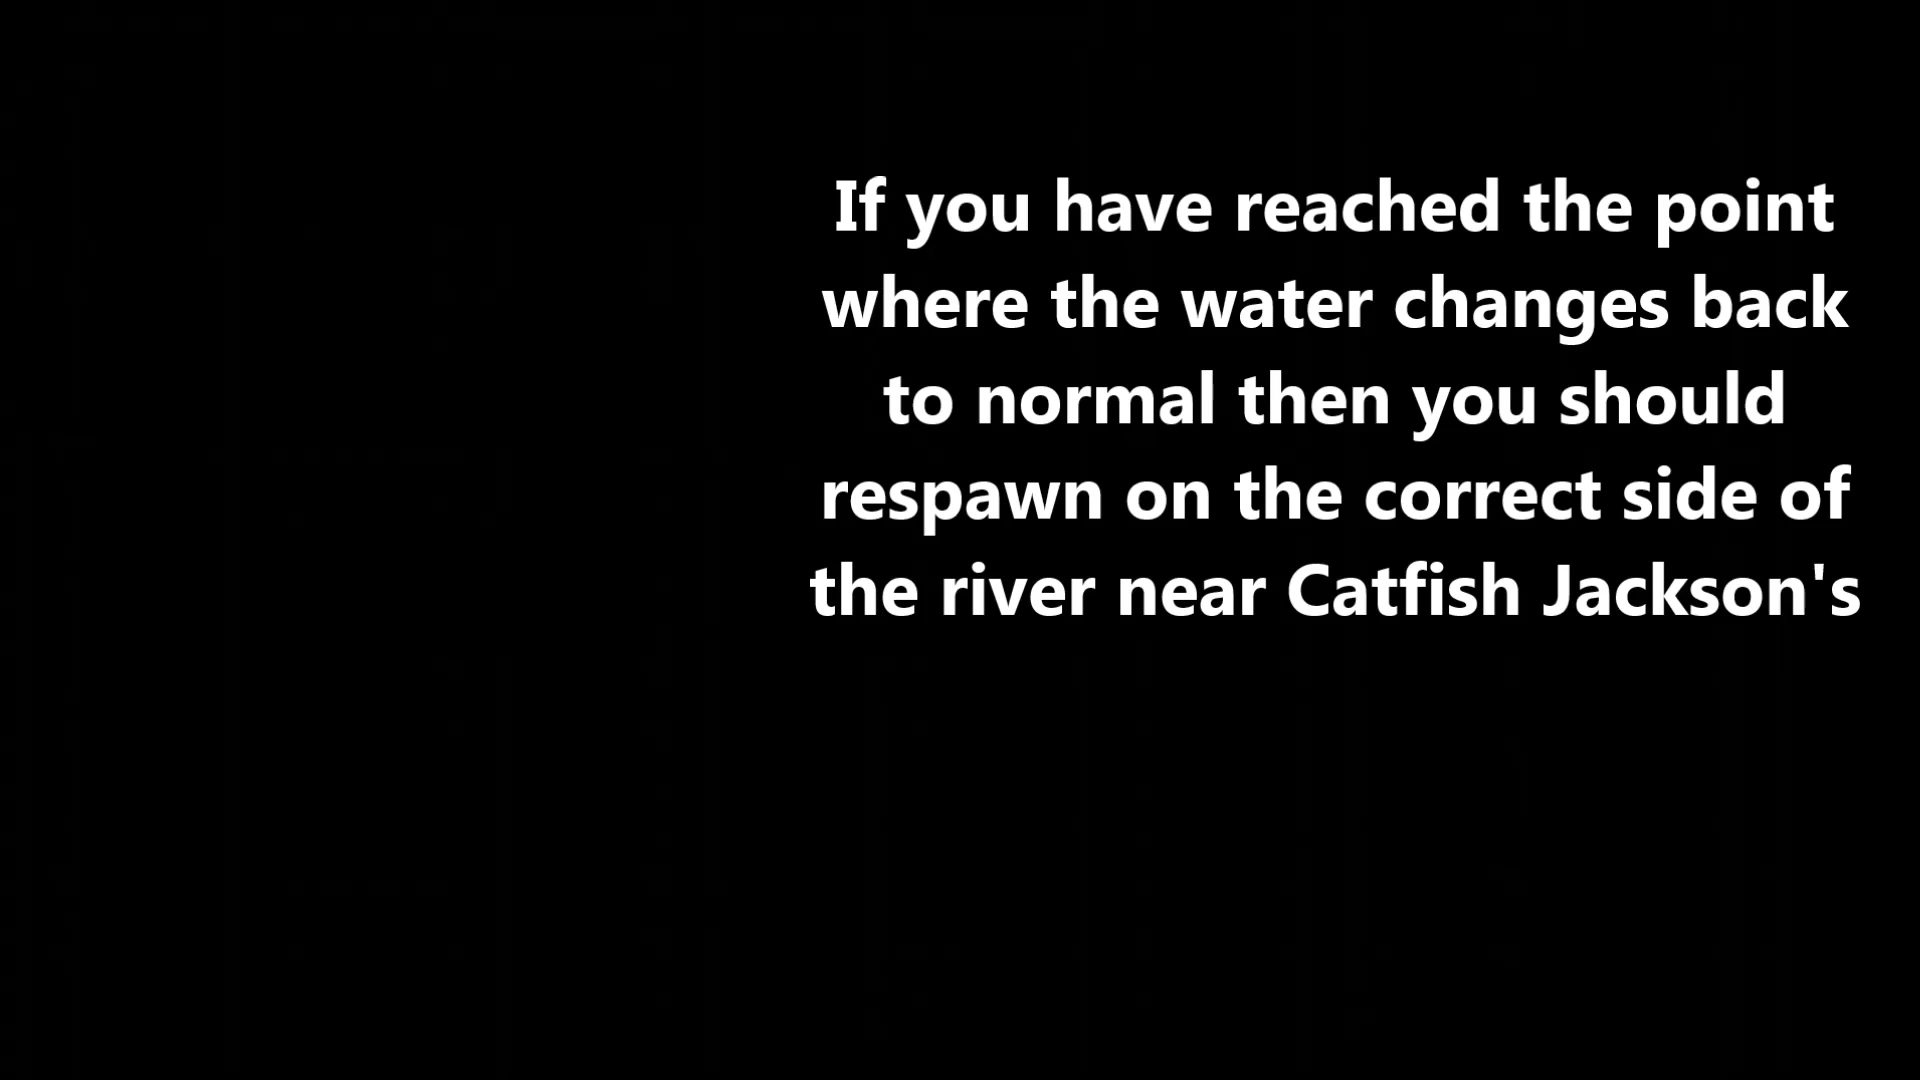 If you have reached the point
where the water changes back
to normal then you should
respawn on the correct side of
the river near Catfish Jackson's